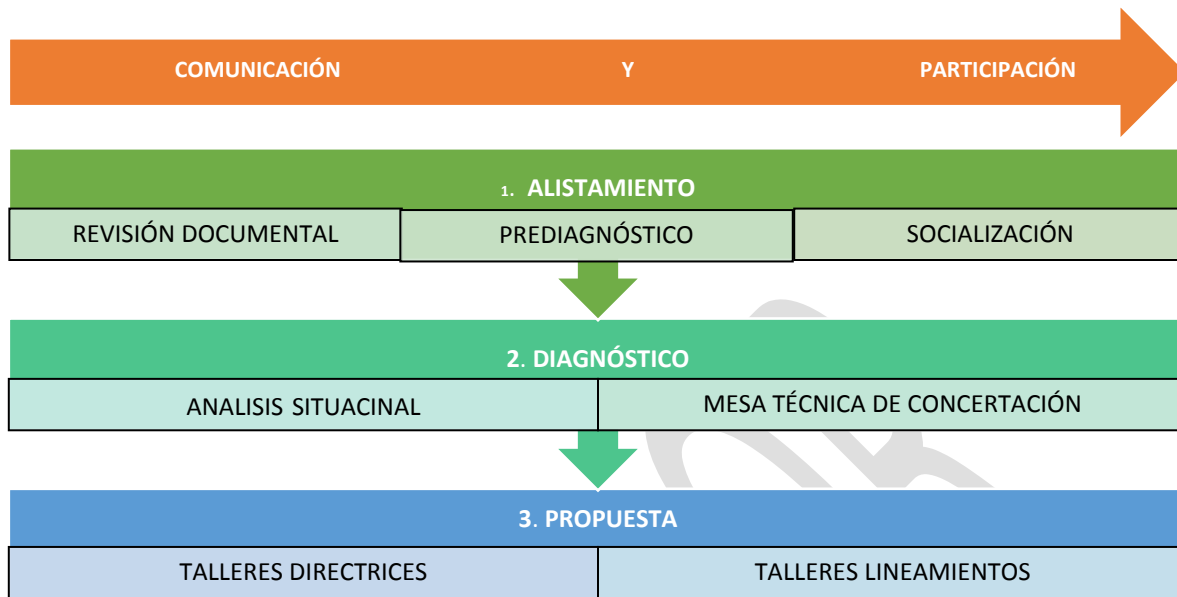 COMUNICACIÓN Y PARTICIPACIÓN
1. ALISTAMIENTO
REVISIÓN DOCUMENTAL PREDIAGNÓSTICO SOCIALIZACIÓN
2. DIAGNÓSTICO
ANALISIS SITUACINAL MESA TÉCNICA DE CONCERTACIÓN
3. PROPUESTA
TALLERES DIRECTRICES TALLERES LINEAMIENTOS